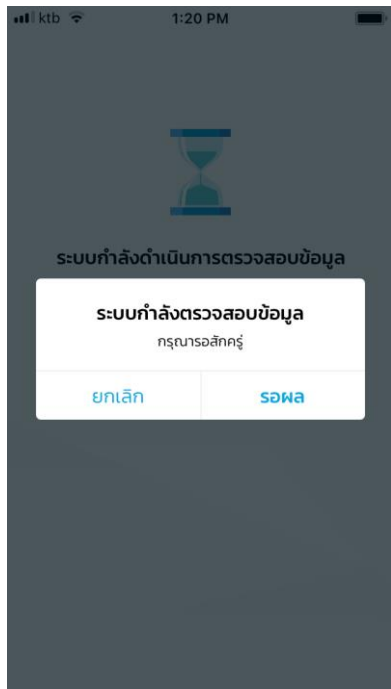 ktb 1:20 PM
ระบบกำลังดำเนินการตรวจสอบข้อมูล
ระบบกำลังตรวจสอบข้อมูล
กรุณารอสักครู่
ยกเลิก รอผล